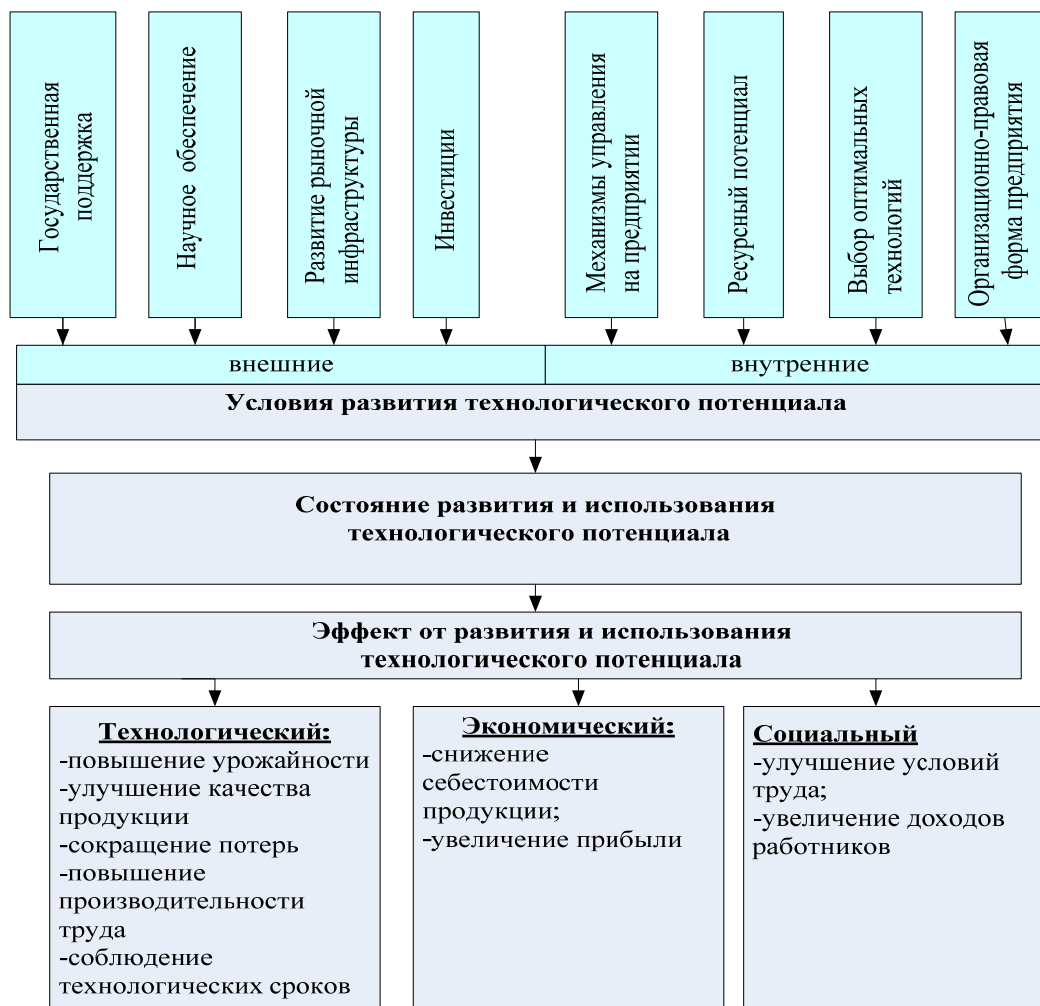 Государственная
поддержка
Научное обеспечение
Развитие рыночной
инфраструктуры
Инвестиции
Механизмы управления
на предприятии
Ресурсный потенциал
Выбор оптимальных
технологий
Организационно-правовая
форма предприятия
внешние
внутренние
Условия развития технологического потенциала
Состояние развития и использования
технологического потенциала
Эффект от развития и использования
технологического потенциала
Технологический:
-повышение урожайности
-улучшение качества
продукции
-сокращение потерь
-повышение
производительности
труда
-соблюдение
технологических сроков
Экономический:
-снижение
себестоимости
продукции;
-увеличение прибыли
Социальный
-улучшение условий
труда;
-увеличение доходов
работников